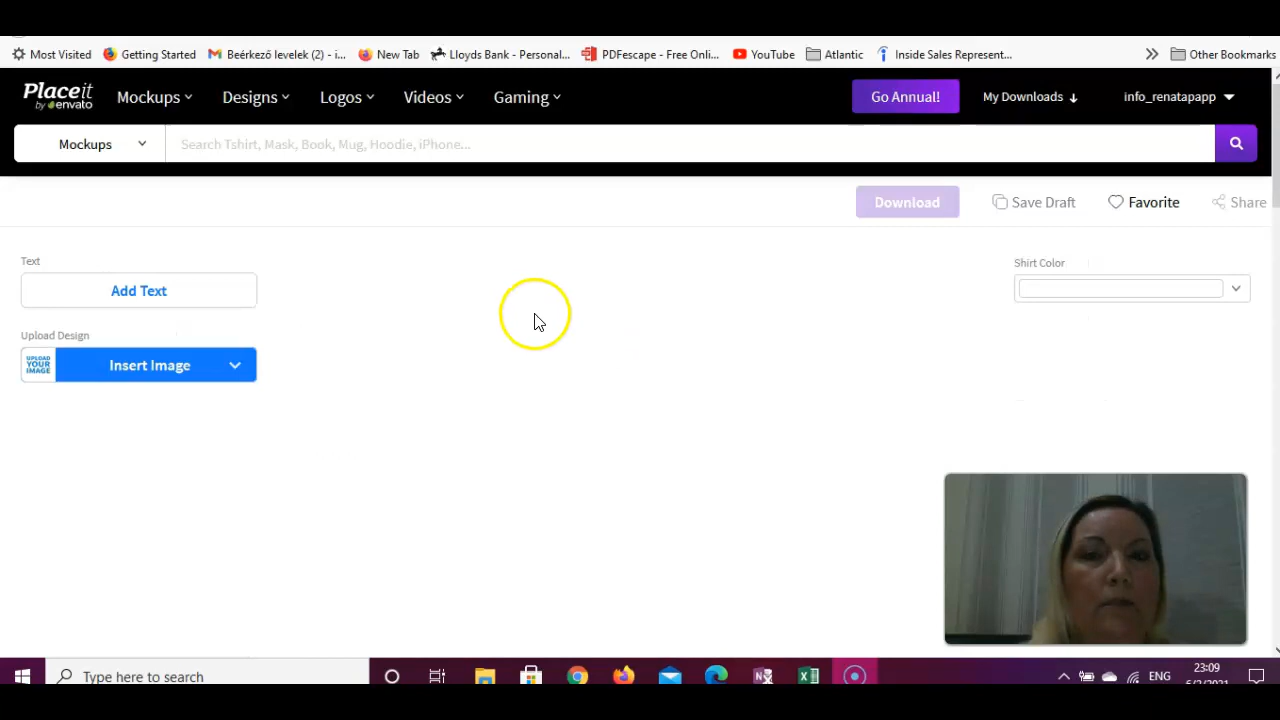 Most Visited Getting Started Beérkező levelek (2) - i... New Tab Lloyds Bank - Personal... PDFescape - Free Onli... YouTube Atlantic Inside Sales Represent... Other Bookmarks
Placeit by envato Mockups Designs Logos Videos Gaming Go Annual! My Downloads info_renatapapp
Mockups Search Tshirt, Mask, Book, Mug, Hoodie, iPhone...
Download Save Draft Favorite Share
Text
Shirt Color
Add Text
Upload Design
UPLOAD YOUR IMAGE Insert Image
Type here to search ENG 23:09